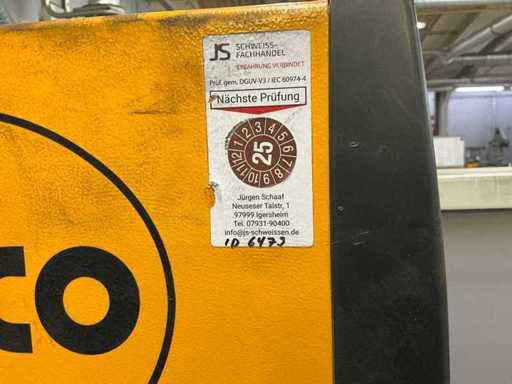 JS SCHWEISS-
FACHHANDEL
ERFAHRUNG VERBINDET
Prüf. gem. DGUV-V3 / IEC 60974-4
Nächste Prüfung
1 2 3 4 5 6 7 8 9 10 11 12
25
Jürgen Schaaf
Neuseser Talstr, 1
97999 Igersheim
Tel. 07931-90400
info@js-schweissen.de
ID 6473
co